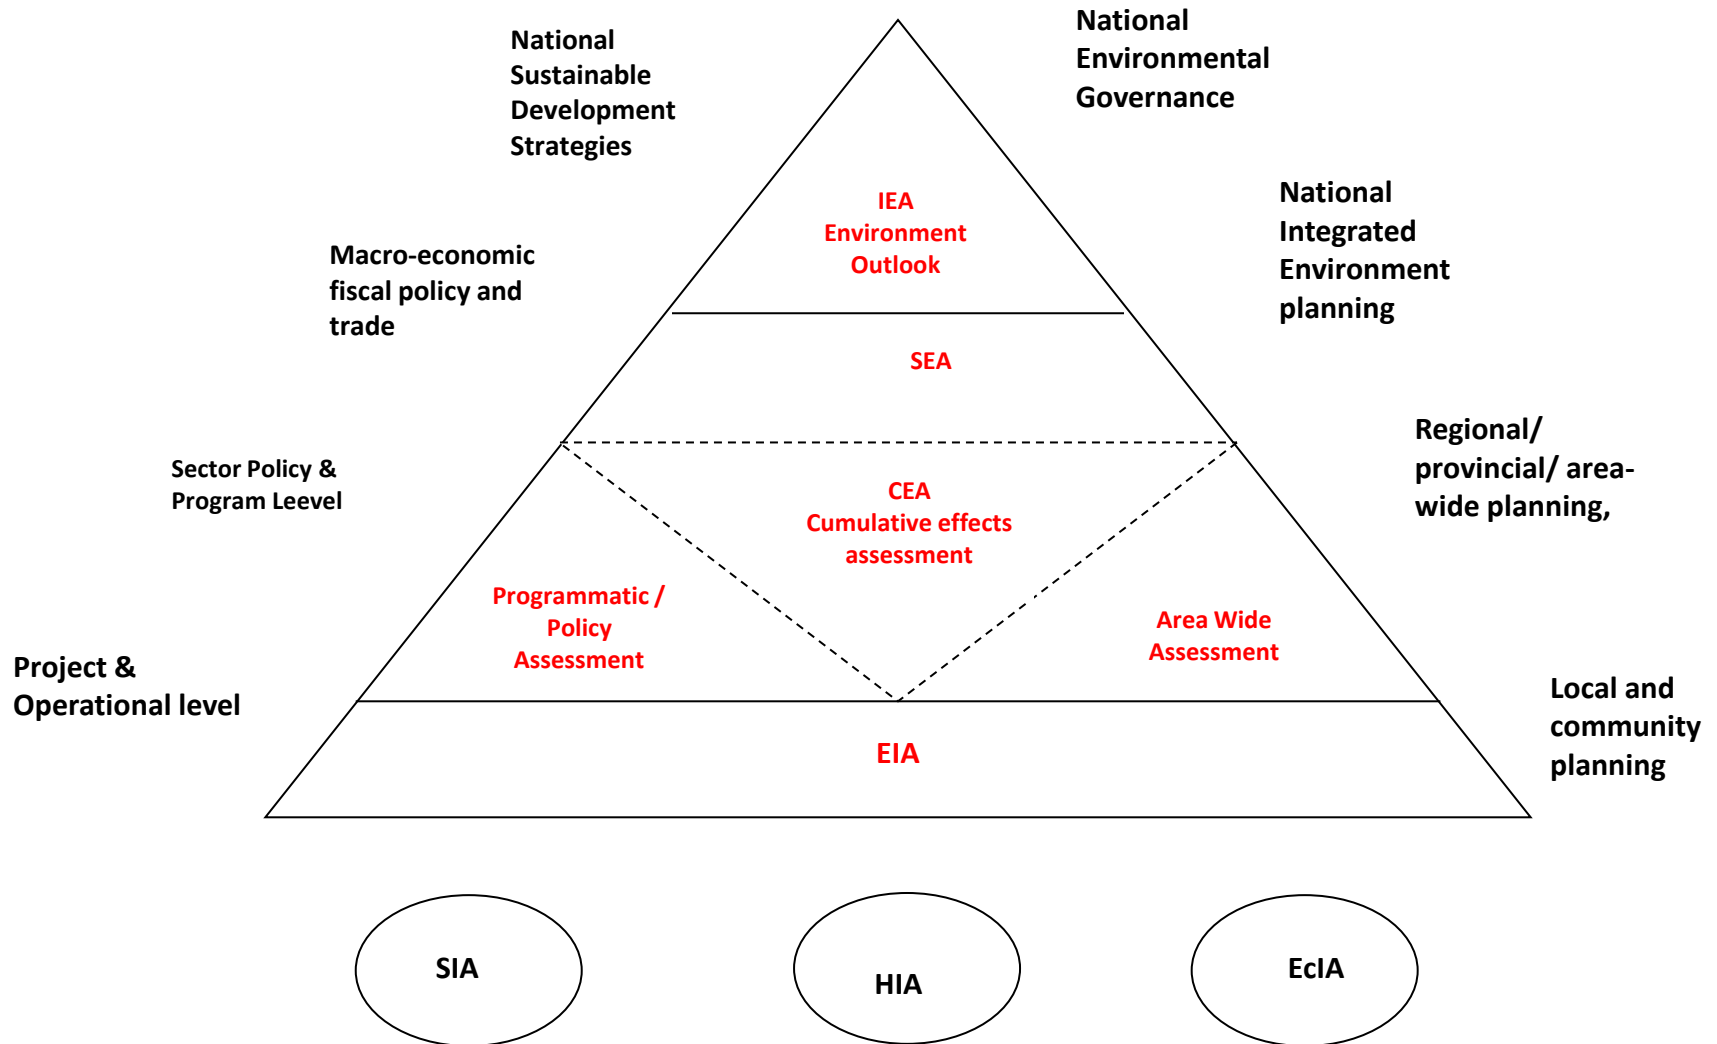 National
Sustainable
Development
Strategies
National
Environmental
Governance
IEA
Environment
Outlook
Macro-economic
fiscal policy and
trade
National
Integrated
Environment
planning
SEA
Sector Policy &
Program Leevel
CEA
Cumulative effects
assessment
Regional/
provincial/ area-
wide planning,
Programmatic /
Policy
Assessment
Area Wide
Assessment
Project &
Operational level
Local and
community
planning
EIA
SIA
HIA
EcIA